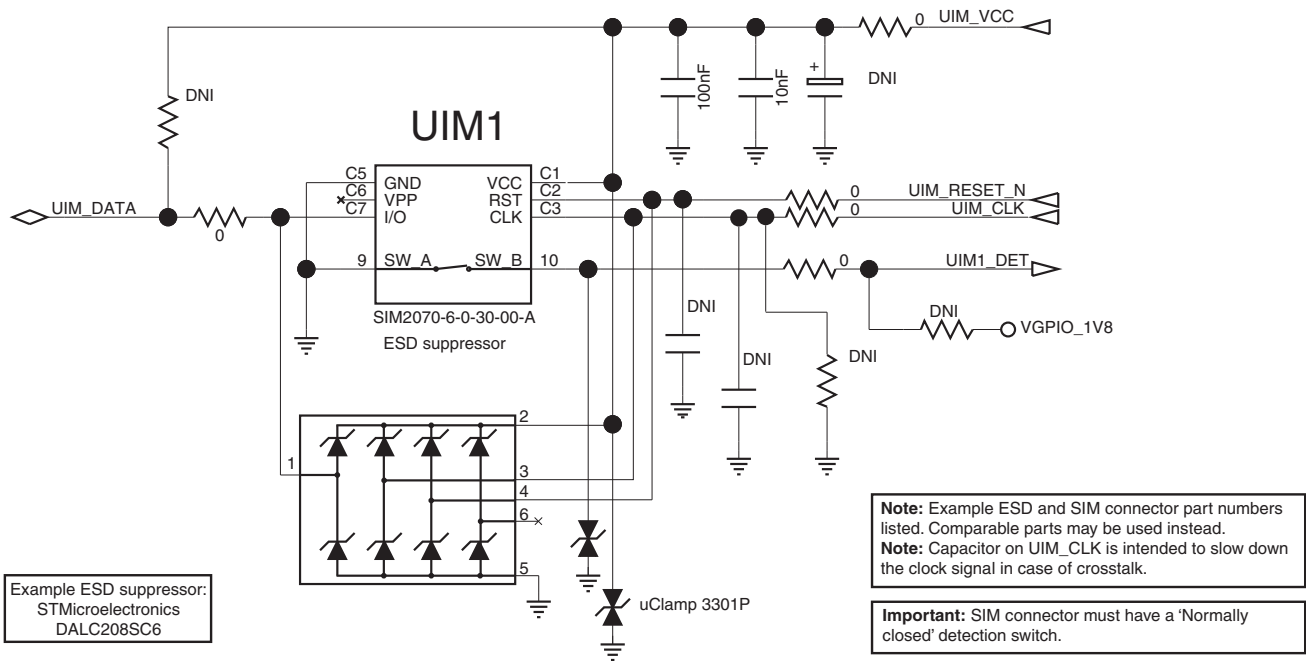 0 UIM_VCC
DNI
100nF
10nF
+
DNI
UIM1
C5 GND VCC C1
C6 VPP RST C2
C7 I/O CLK C3
0 UIM_RESET_N
0 UIM_CLK
UIM_DATA
0
9 SW_A SW_B 10
0 UIM1_DET
SIM2070-6-0-30-00-A
ESD suppressor
DNI
DNI
VGPIO_1V8
DNI
DNI
1
2
3
4
6
5
uClamp 3301P
Example ESD suppressor:
STMicroelectronics
DALC208SC6
Note: Example ESD and SIM connector part numbers
listed. Comparable parts may be used instead.
Note: Capacitor on UIM_CLK is intended to slow down
the clock signal in case of crosstalk.
Important: SIM connector must have a ‘Normally
closed’ detection switch.